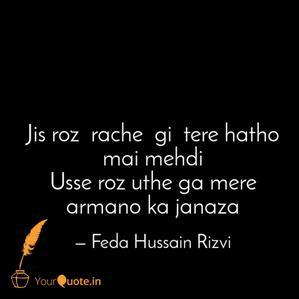 Jis roz rache gi tere hatho
mai mehdi
Usse roz uthe ga mere
armano ka janaza
— Feda Hussain Rizvi
YourQuote.in